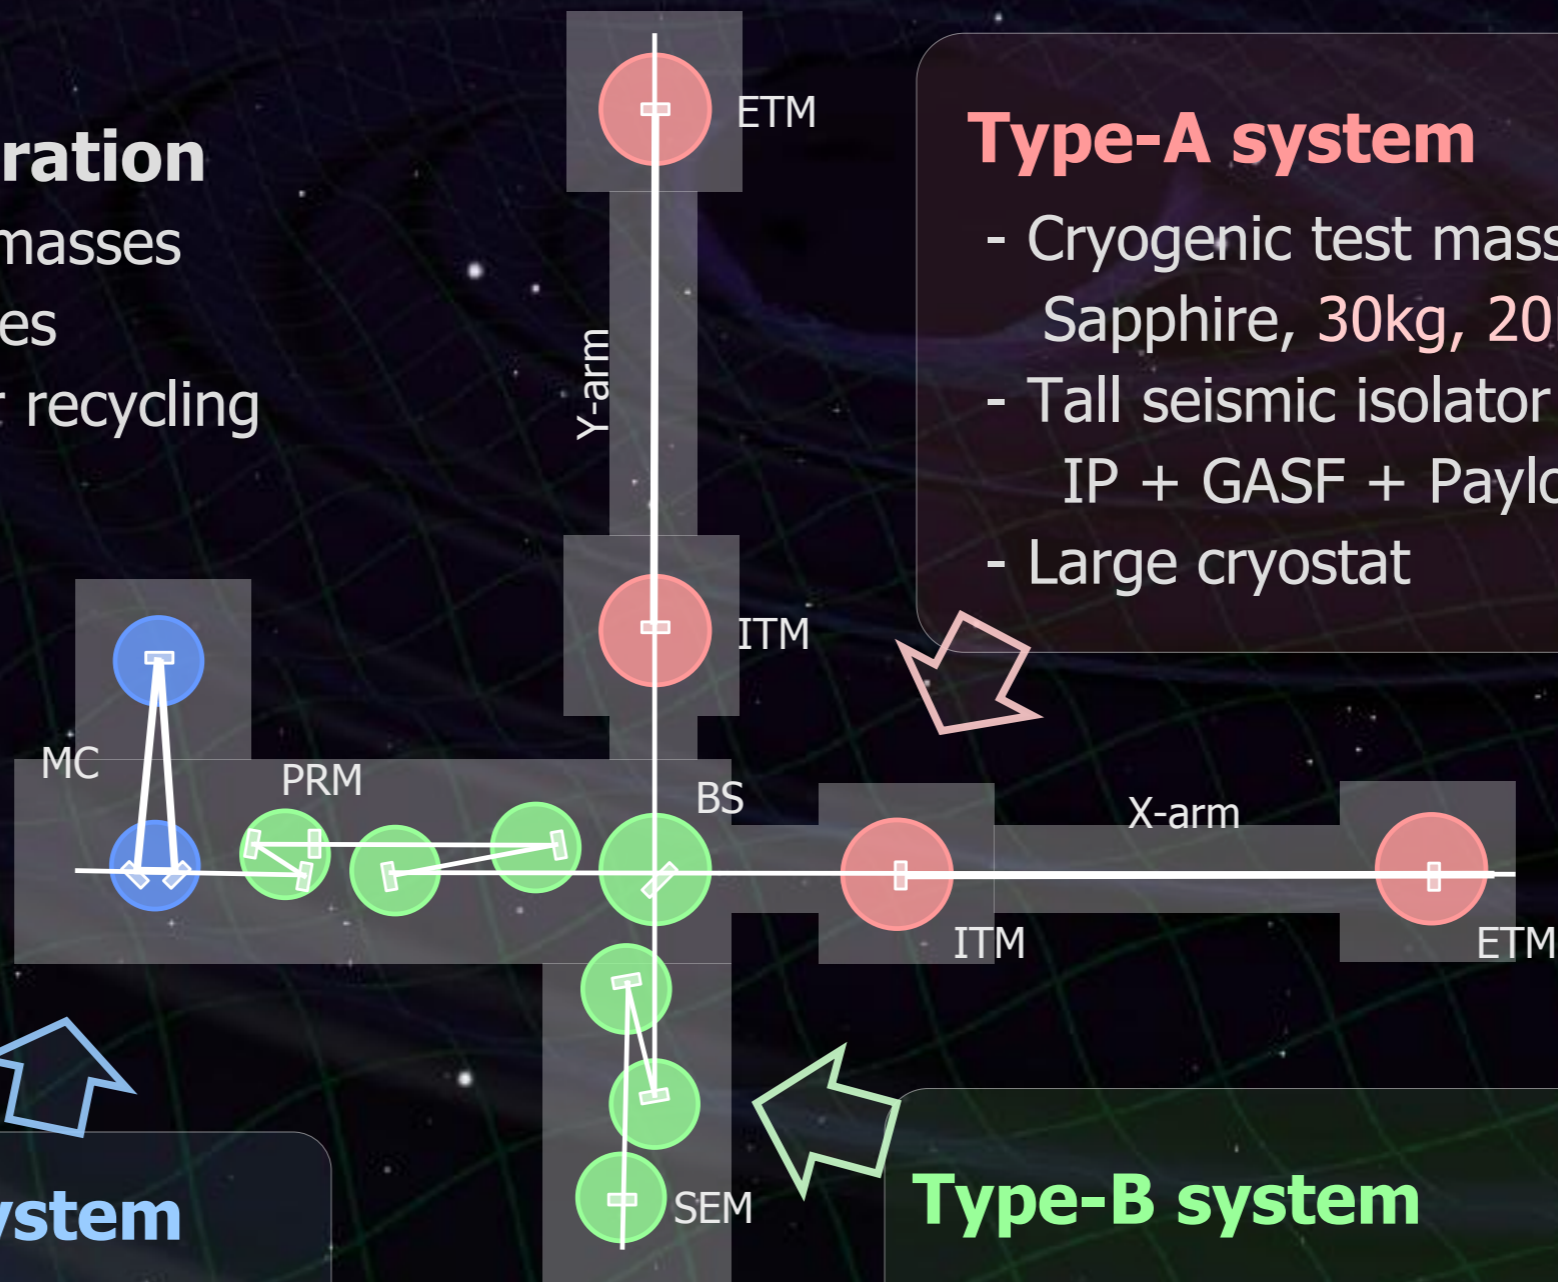 ration
masses
es
recycling
ETM
Y-arm
ITM
Type-A system
- Cryogenic test mass
Sapphire, 30kg, 20
- Tall seismic isolator
IP + GASF + Paylo
- Large cryostat
MC
PRM
BS
X-arm
ITM
ETM
SEM
ystem
Type-B system